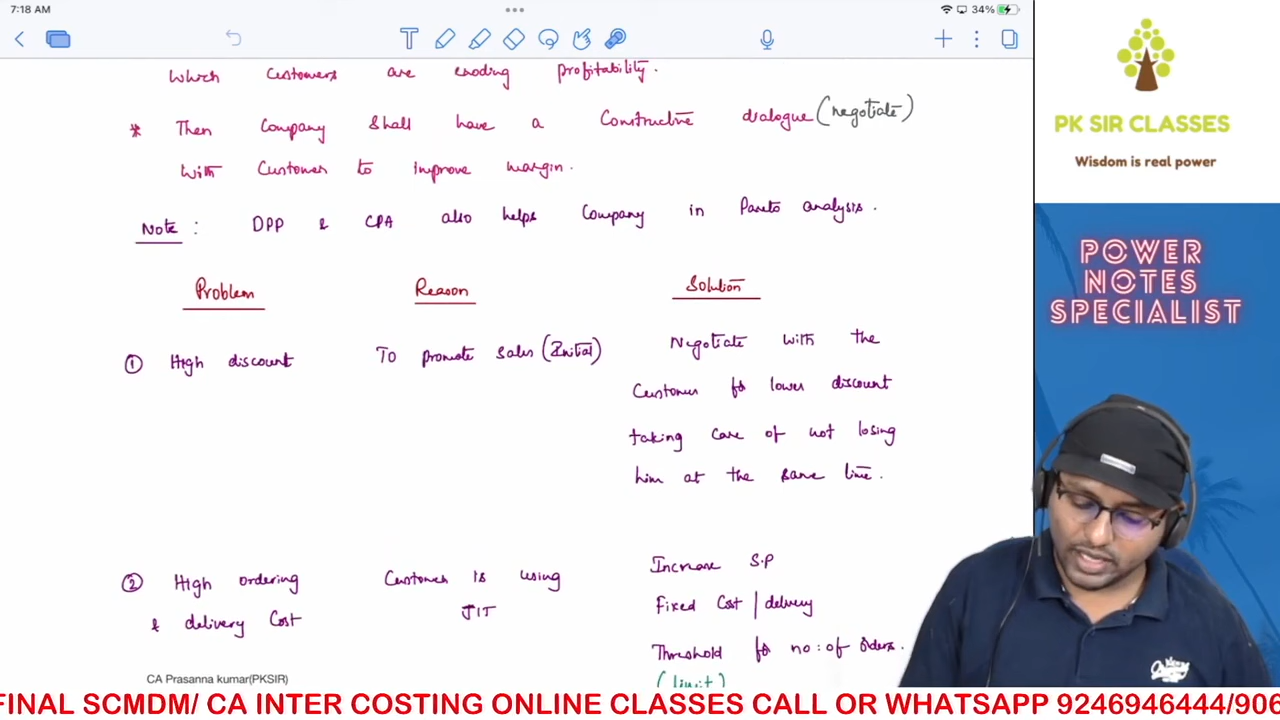 7:18 AM
34%
which customers are eroding profitability.
* Then Company shall have a Constructive dialogue (negotiate)
with Customer to improve margin.
Note : DPP & CPA also helps Company in Pareto analysis.
Problem Reason Solution
① High discount To promote sales (Initial) Negotiate with the
Customer for lower discount
taking care of not losing
him at the same time.
② High ordering Customer is using Increase S.P
& delivery Cost JIT Fixed Cost | delivery
Threshold for no: of orders.
(limit)
CA Prasanna kumar(PKSIR)
PK SIR CLASSES
Wisdom is real power
POWER
NOTES
SPECIALIST
FINAL SCMDM/ CA INTER COSTING ONLINE CLASSES CALL OR WHATSAPP 9246946444/906